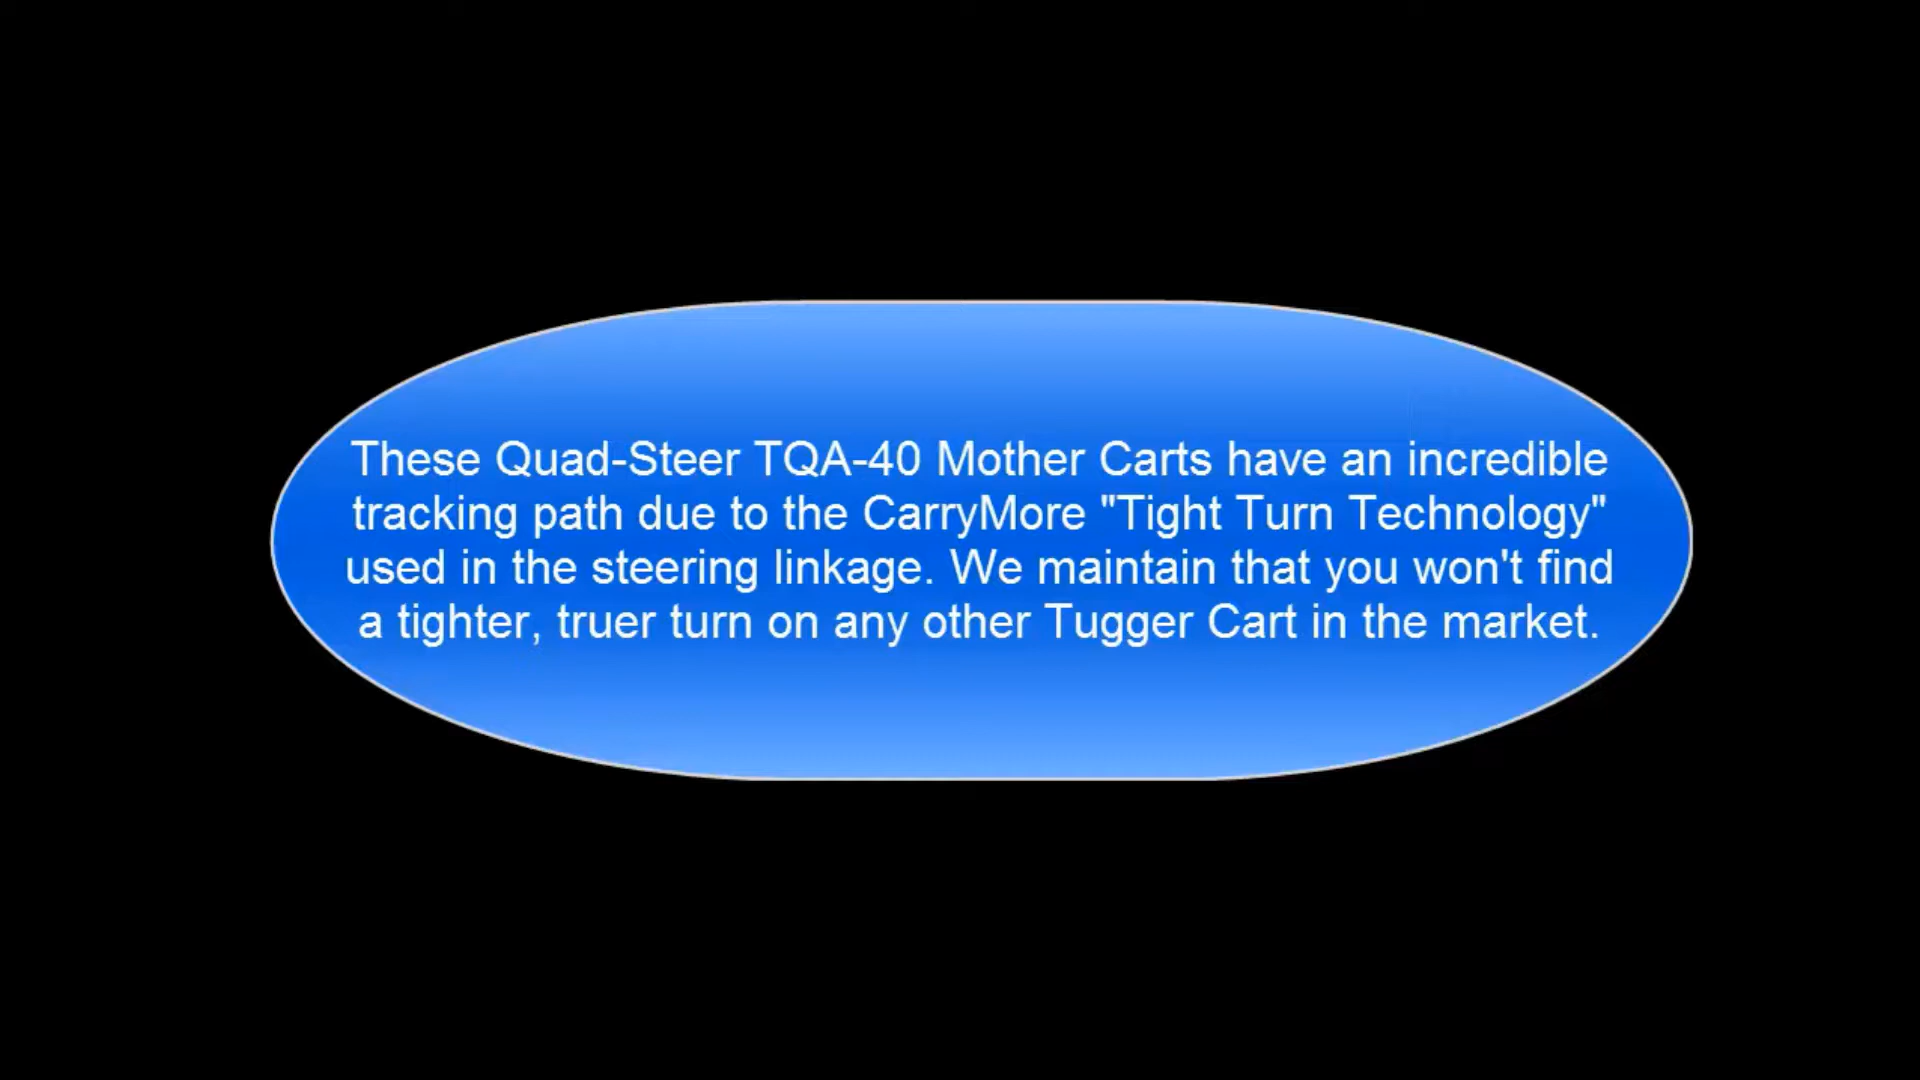 These Quad-Steer TQA-40 Mother Carts have an incredible
tracking path due to the CarryMore "Tight Turn Technology"
used in the steering linkage. We maintain that you won't find
a tighter, truer turn on any other Tugger Cart in the market.